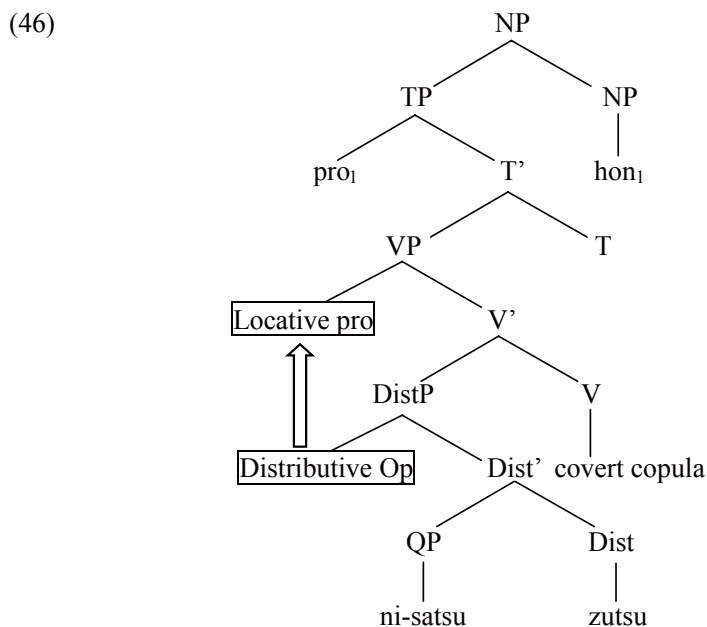 (46) NP
TP NP
pro₁ T’ hon₁
VP T
Locative pro V’
DistP V
Distributive Op Dist’ covert copula
QP Dist
ni-satsu zutsu